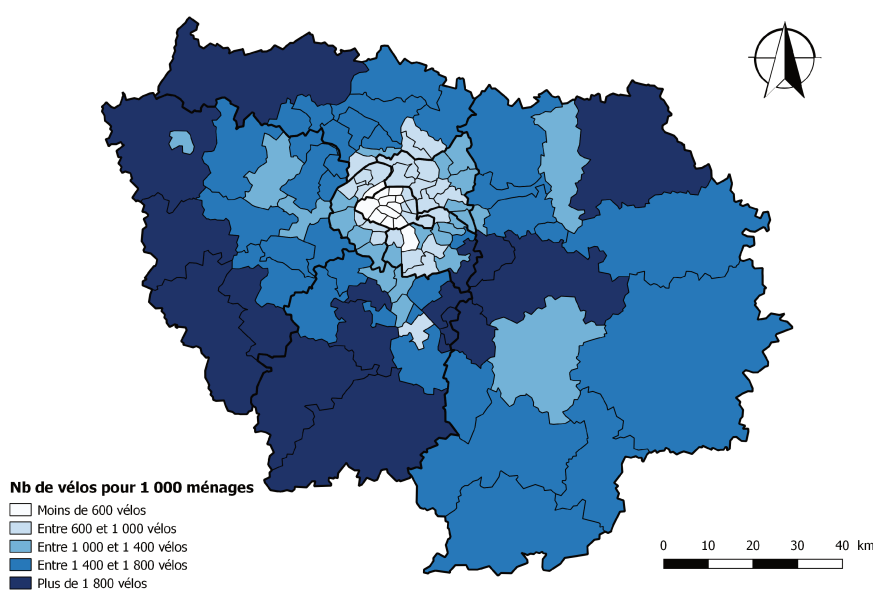 Nb de vélos pour 1 000 ménages
Moins de 600 vélos
Entre 600 et 1 000 vélos
Entre 1 000 et 1 400 vélos
Entre 1 400 et 1 800 vélos
Plus de 1 800 vélos
0 10 20 30 40 km